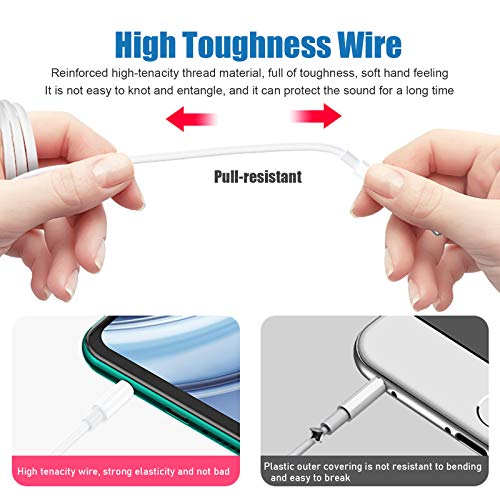 High Toughness Wire
Reinforced high-tenacity thread material, full of toughness, soft hand feeling
It is not easy to knot and entangle, and it can protect the sound for a long time
Pull-resistant
High tenacity wire, strong elasticity and not bad
Plastic outer covering is not resistant to bending
and easy to break